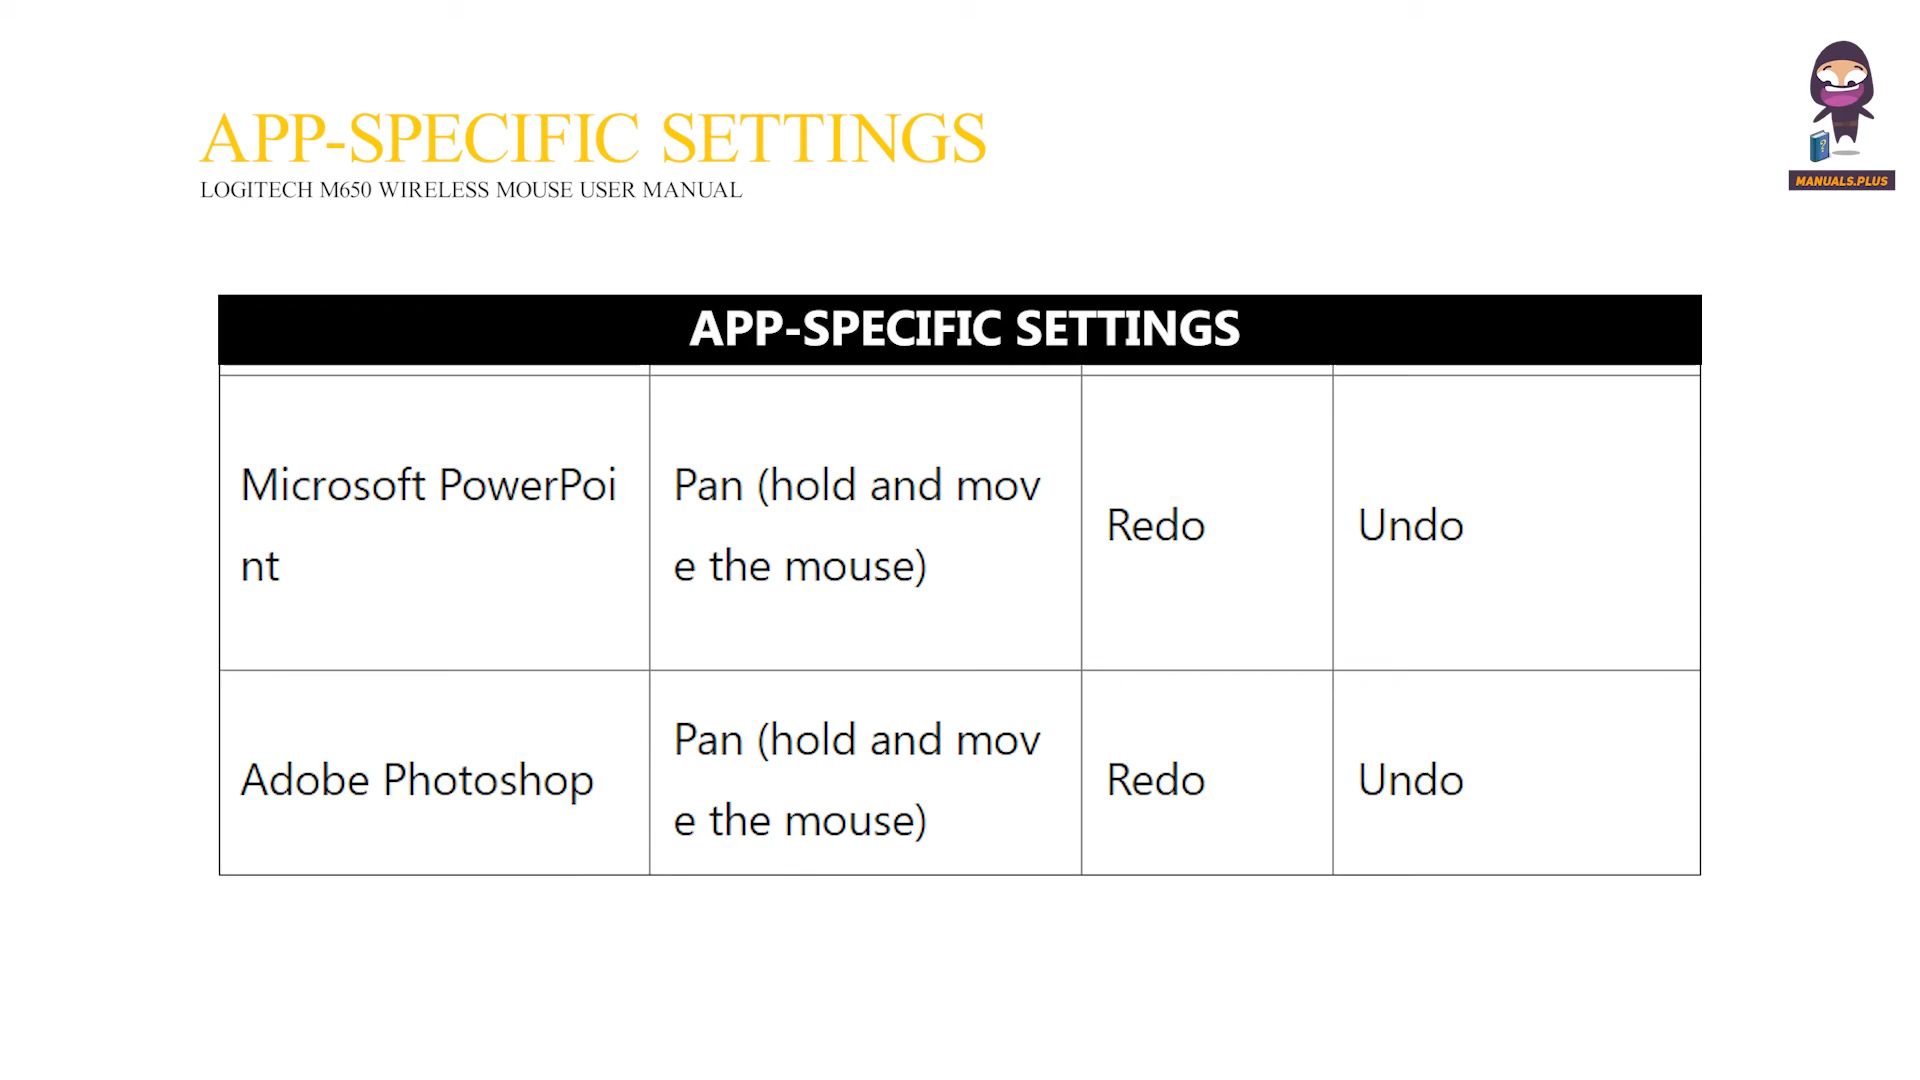 APP-SPECIFIC SETTINGS
LOGITECH M650 WIRELESS MOUSE USER MANUAL
?
MANUALS.PLUS
APP-SPECIFIC SETTINGS
Microsoft PowerPoi
nt
Pan (hold and mov
e the mouse)
Redo
Undo
Adobe Photoshop
Pan (hold and mov
e the mouse)
Redo
Undo